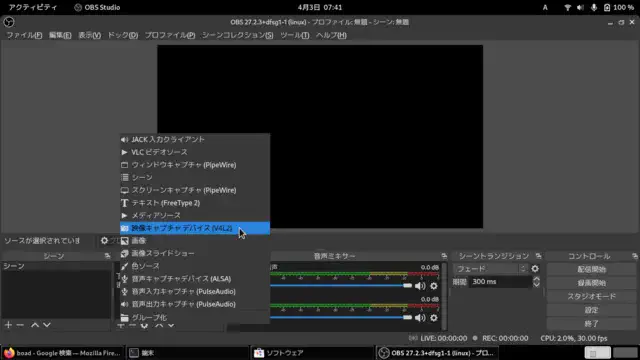 アクティビティ OBS Studio 4月3日 07:41 A 100 %
OBS 27.2.3+dfsg1-1 (linux) - プロファイル: 無題 - シーン: 無題
ファイル(F) 編集(E) 表示(V) ドック(D) プロファイル(P) シーンコレクション(S) ツール(T) ヘルプ(H)
JACK 入力クライアント
VLC ビデオソース
ウィンドウキャプチャ (PipeWire)
シーン
スクリーンキャプチャ (PipeWire)
テキスト (FreeType 2)
メディアソース
映像キャプチャ デバイス (V4L2)
画像
画像スライドショー
色ソース
音声キャプチャ デバイス (ALSA)
音声入力キャプチャ (PulseAudio)
音声出力キャプチャ (PulseAudio)
グループ化
ソースが選択されていま
シーン 音声ミキサー シーントランジション コントロール
シーン
0.0 dB
0.0 dB
フェード
期間 300 ms
配信開始
録画開始
スタジオモード
設定
終了
LIVE: 00:00:00 REC: 00:00:00 CPU: 2.0%, 30.00 fps
boad - Google 検索 — Mozilla Fire... 端末 ソフトウェア OBS 27.2.3+dfsg1-1 (linux) - プロ...